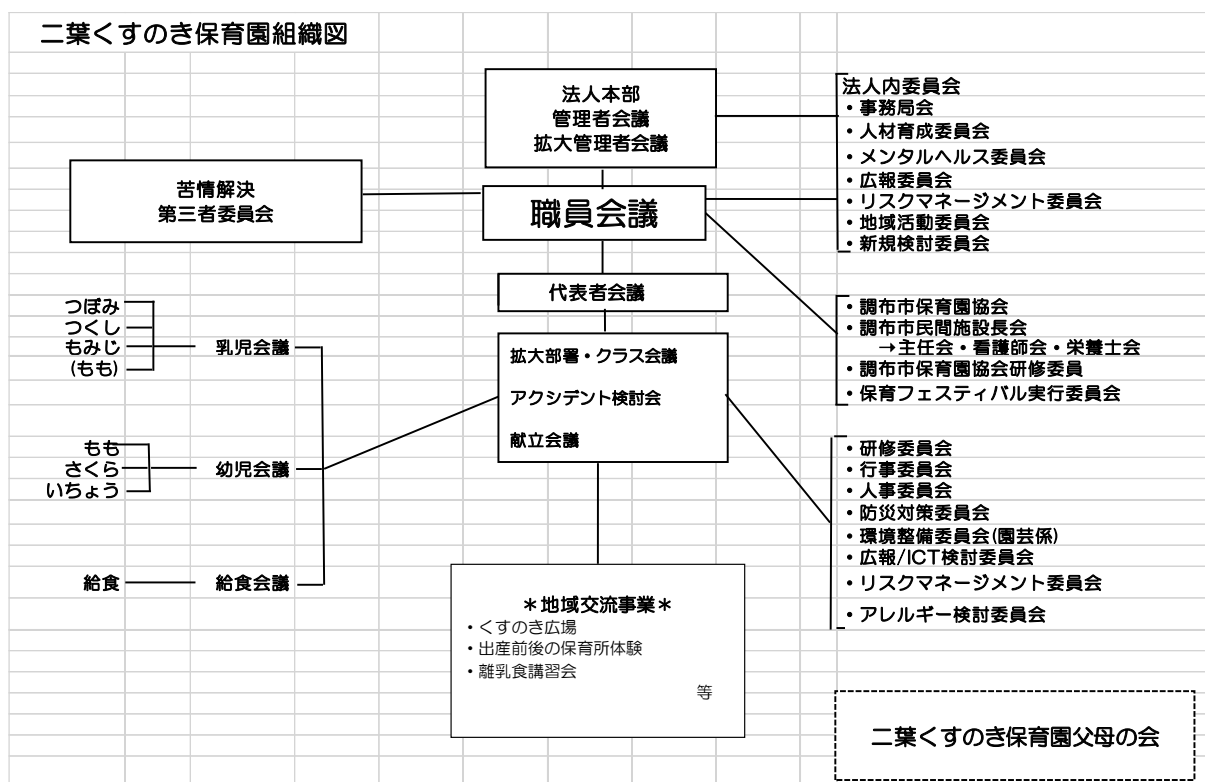 二葉くすのき保育園組織図
法人本部
管理者会議
拡大管理者会議
法人内委員会
・事務局会
・人材育成委員会
・メンタルヘルス委員会
・広報委員会
・リスクマネージメント委員会
・地域活動委員会
・新規検討委員会
苦情解決
第三者委員会
職員会議
代表者会議
・調布市保育園協会
・調布市民間施設長会
→主任会・看護師会・栄養士会
・調布市保育園協会研修委員
・保育フェスティバル実行委員会
つぼみ
つくし
もみじ
(もも)
乳児会議
拡大部署・クラス会議
アクシデント検討会
献立会議
もも
さくら
いちょう
幼児会議
・研修委員会
・行事委員会
・人事委員会
・防災対策委員会
・環境整備委員会(園芸係)
・広報/ICT検討委員会
・リスクマネージメント委員会
・アレルギー検討委員会
給食
給食会議
＊地域交流事業＊
・くすのき広場
・出産前後の保育所体験
・離乳食講習会
等
二葉くすのき保育園父母の会